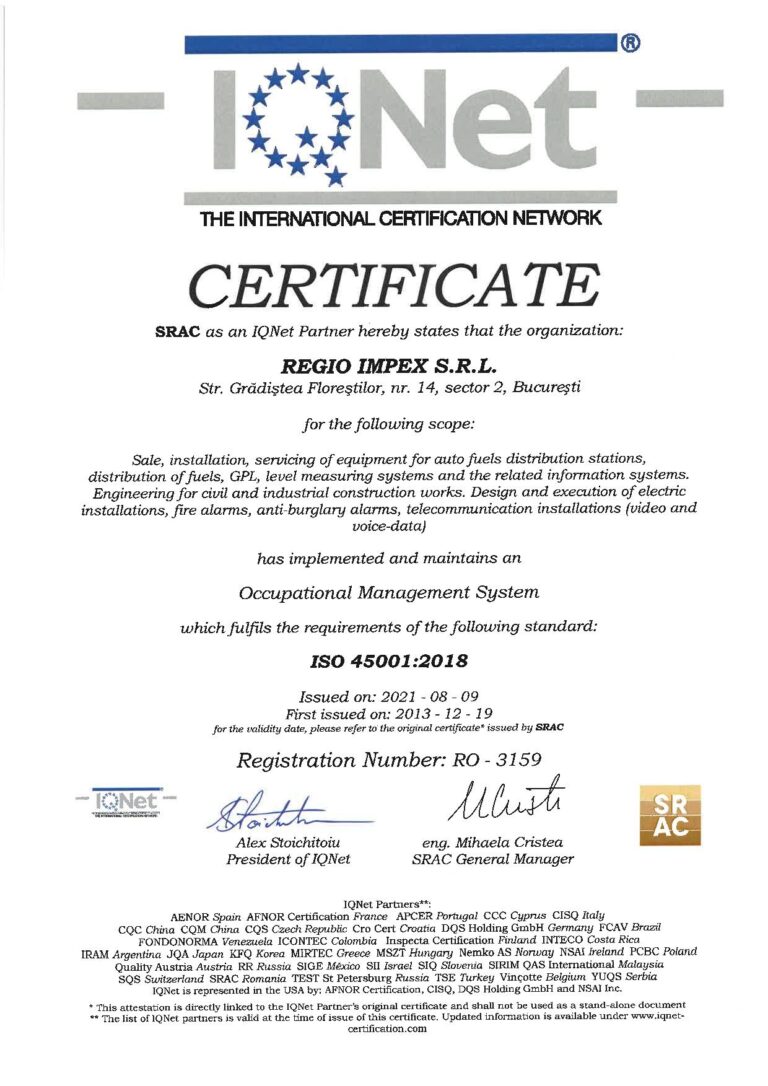 IQNet ®
THE INTERNATIONAL CERTIFICATION NETWORK
CERTIFICATE
SRAC as an IQNet Partner hereby states that the organization:
REGIO IMPEX S.R.L.
Str. Grădiştea Floreştilor, nr. 14, sector 2, Bucureşti
for the following scope:
Sale, installation, servicing of equipment for auto fuels distribution stations,
distribution of fuels, GPL, level measuring systems and the related information systems.
Engineering for civil and industrial construction works. Design and execution of electric
installations, fire alarms, anti-burglary alarms, telecommunication installations (video and
voice-data)
has implemented and maintains an
Occupational Management System
which fulfils the requirements of the following standard:
ISO 45001:2018
Issued on: 2021 - 08 - 09
First issued on: 2013 - 12 - 19
for the validity date, please refer to the original certificate* issued by SRAC
Registration Number: RO - 3159
IQNet
THE INTERNATIONAL CERTIFICATION NETWORK
SR
AC
Alex Stoichitoiu
President of IQNet
eng. Mihaela Cristea
SRAC General Manager
IQNet Partners**:
AENOR Spain AFNOR Certification France APCER Portugal CCC Cyprus CISQ Italy
CQC China CQM China CQS Czech Republic Cro Cert Croatia DQS Holding GmbH Germany FCAV Brazil
FONDONORMA Venezuela ICONTEC Colombia Inspecta Certification Finland INTECO Costa Rica
IRAM Argentina JQA Japan KFQ Korea MIRTEC Greece MSZT Hungary Nemko AS Norway NSAI Ireland PCBC Poland
Quality Austria Austria RR Russia SIGE México SII Israel SIQ Slovenia SIRIM QAS International Malaysia
SQS Switzerland SRAC Romania TEST St Petersburg Russia TSE Turkey Vinçotte Belgium YUQS Serbia
IQNet is represented in the USA by: AFNOR Certification, CISQ, DQS Holding GmbH and NSAI Inc.
* This attestation is directly linked to the IQNet Partner's original certificate and shall not be used as a stand-alone document
** The list of IQNet partners is valid at the time of issue of this certificate. Updated information is available under www.iqnet-
certification.com